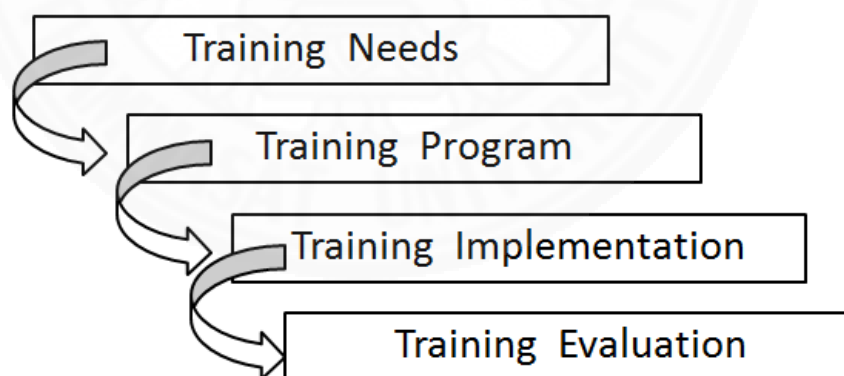 Training Needs
Training Program
Training Implementation
Training Evaluation